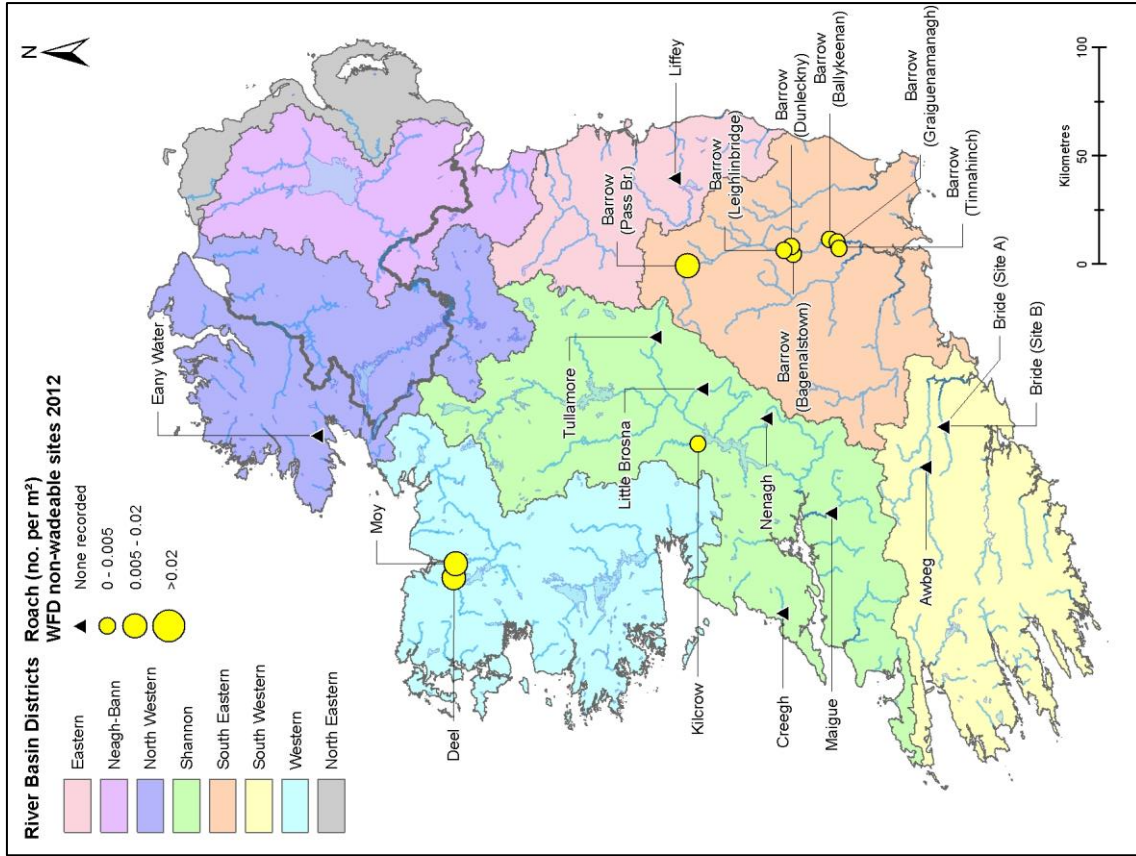 River Basin Districts
Eastern
Neagh-Bann
North Western
Shannon
South Eastern
South Western
Western
North Eastern
Roach (no. per m²)
WFD non-wadeable sites 2012
None recorded
0 - 0.005
0.005 - 0.02
>0.02
N
Eany Water
Moy
Deel
Tullamore
Little Brosna
Kilcrow
Nenagh
Creegh
Maigue
Awbeg
Liffey
Barrow
(Pass Br.)
Barrow
(Leighlinbridge)
Barrow
(Dunleckny)
Barrow
(Bagenalstown)
Barrow
(Ballykeenan)
Barrow
(Graiguenamanagh)
Barrow
(Tinnahinch)
Bride (Site A)
Bride (Site B)
0 50 100
Kilometres